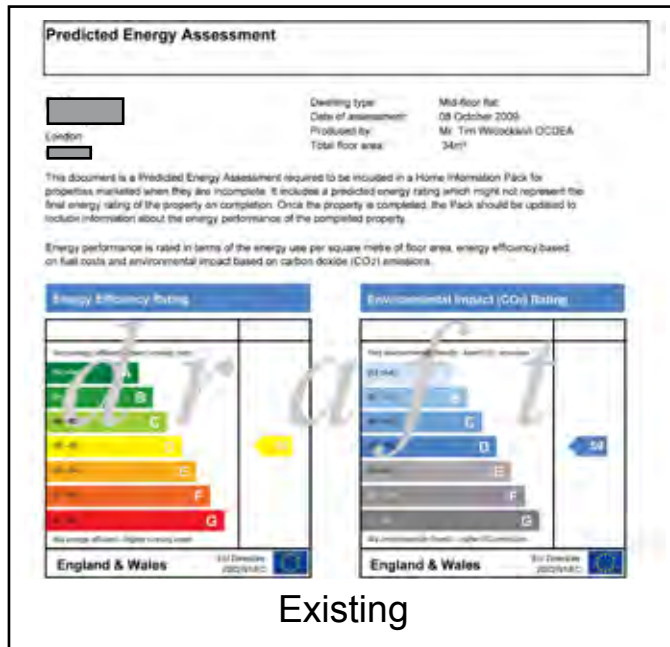 Predicted Energy Assessment
Dwelling type: Mid-floor flat
Date of assessment: 08 October 2009
London
Produced by: Mr. Tim
Total floor area: 34m²
This document is a Predicted Energy Assessment required to be included in a Home Information Pack for
properties marketed when they are incomplete. It includes a predicted energy rating which might not represent the
final energy rating of the property on completion. Once the property is completed, the Pack should be updated to
include information about the energy performance of the completed property.
Energy performance is rated in terms of the energy use per square metre of floor area, energy efficiency based
on fuel costs and environmental impact based on carbon dioxide (CO2) emissions.
Energy Efficiency Rating
Environmental Impact (CO2) Rating
draft
A
B
B
C
C
D
D
58
E
E
F
F
G
G
England & Wales
EU Directive
England & Wales
EU Directive
Existing